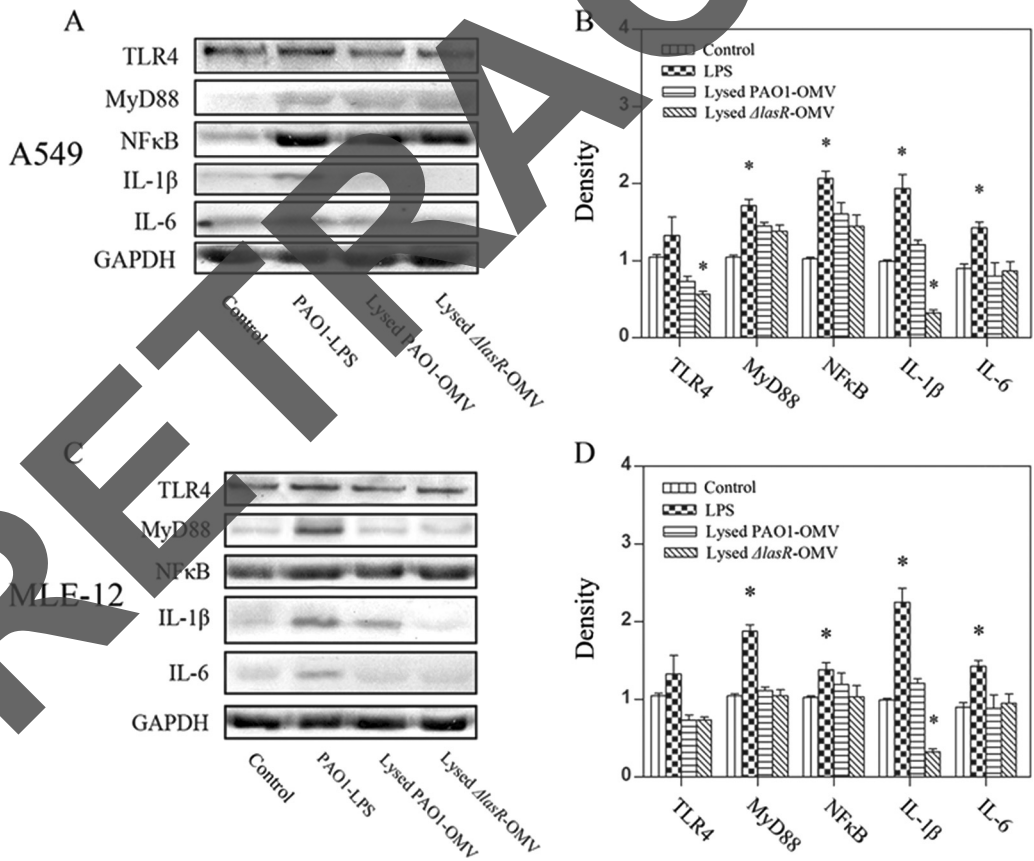 A
TLR4
MyD88
NFκB
IL-1β
IL-6
GAPDH
A549
Control
PAO1-LPS
Lysed PAO1-OMV
Lysed ΔlasR-OMV
B
4
3
2
1
0
Density
Control
LPS
Lysed PAO1-OMV
Lysed ΔlasR-OMV
*
*
*
*
*
*
TLR4
MyD88
NFκB
IL-1β
IL-6
C
TLR4
MyD88
NFκB
IL-1β
IL-6
GAPDH
MLE-12
Control
PAO1-LPS
Lysed PAO1-OMV
Lysed ΔlasR-OMV
D
4
3
2
1
0
Density
Control
LPS
Lysed PAO1-OMV
Lysed ΔlasR-OMV
*
*
*
*
*
TLR4
MyD88
NFκB
IL-1β
IL-6
RETRAC